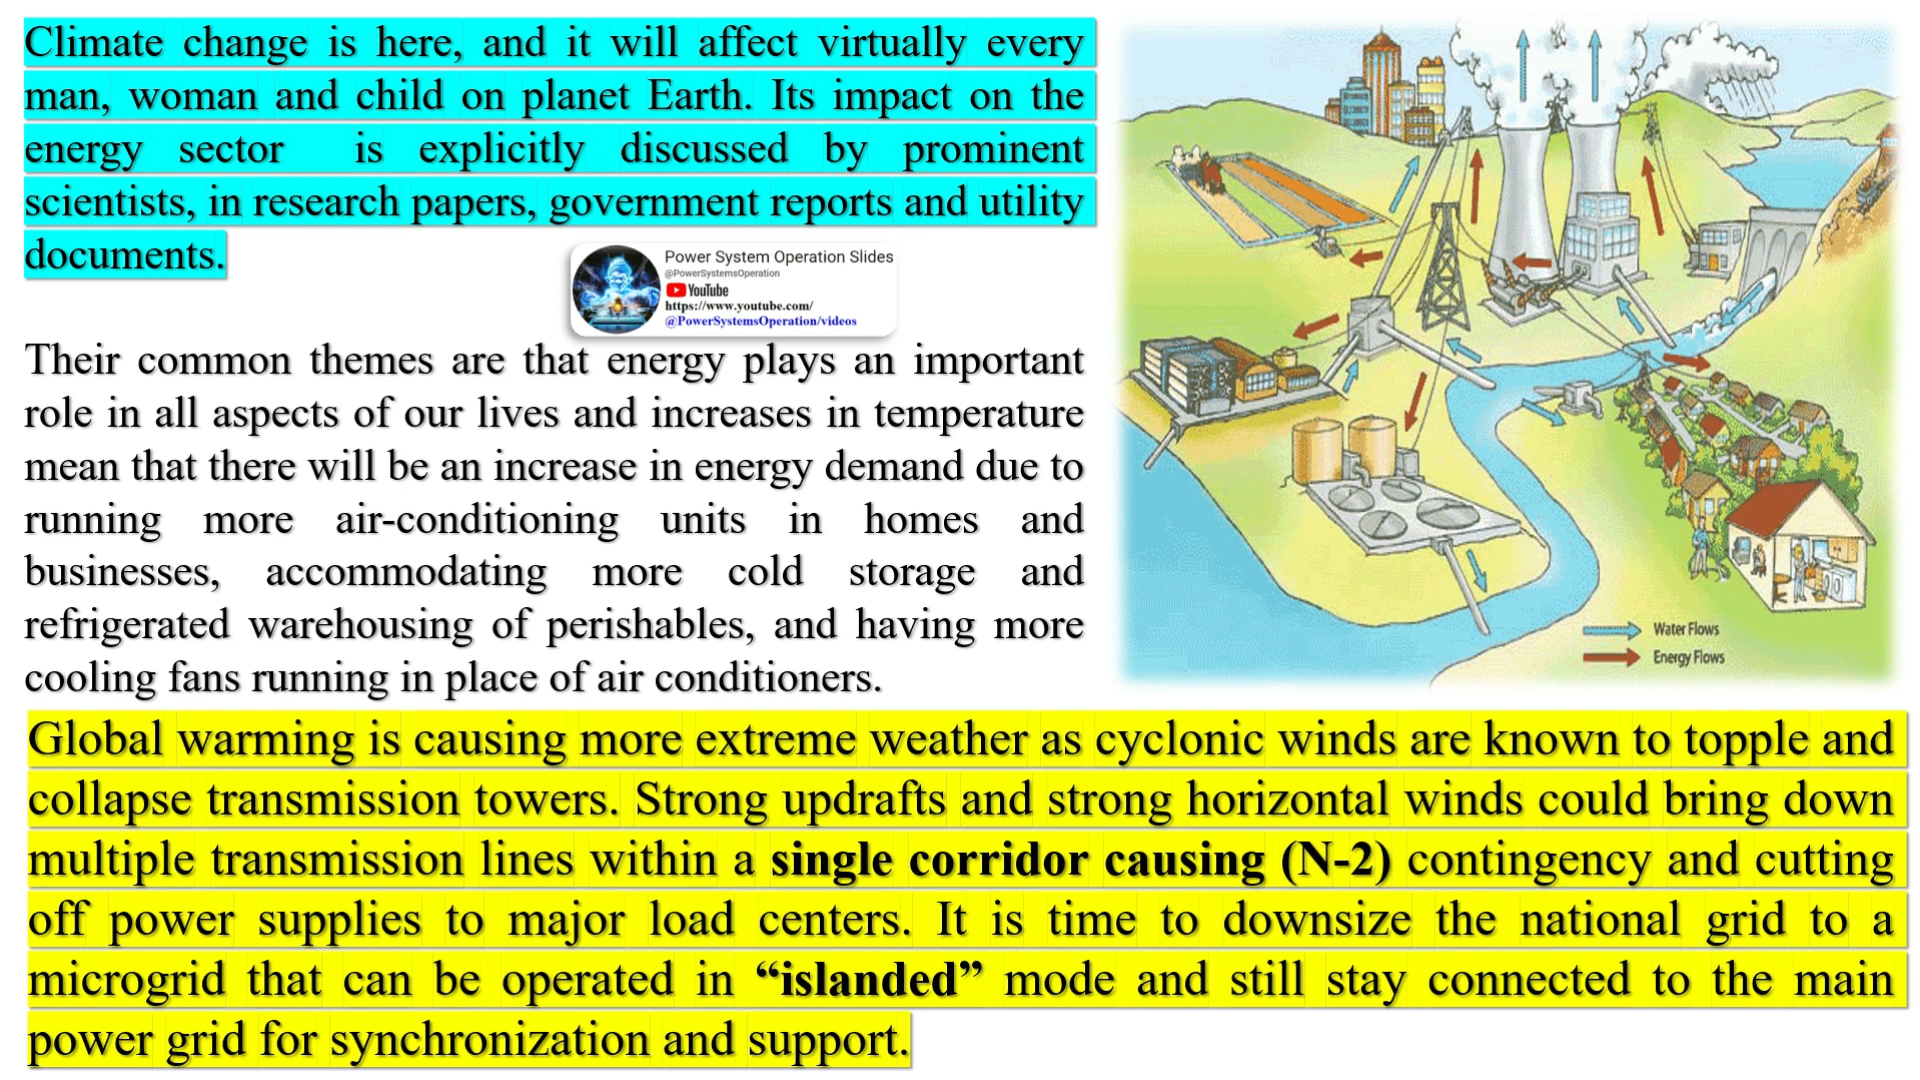 Climate change is here, and it will affect virtually every
man, woman and child on planet Earth. Its impact on the
energy sector is explicitly discussed by prominent
scientists, in research papers, government reports and utility
documents.
Power System Operation Slides
@PowerSystemsOperation
YouTube
https://www.youtube.com/
@PowerSystemsOperation/videos
Their common themes are that energy plays an important
role in all aspects of our lives and increases in temperature
mean that there will be an increase in energy demand due to
running more air-conditioning units in homes and
businesses, accommodating more cold storage and
refrigerated warehousing of perishables, and having more
cooling fans running in place of air conditioners.
Water Flows
Energy Flows
Global warming is causing more extreme weather as cyclonic winds are known to topple and
collapse transmission towers. Strong updrafts and strong horizontal winds could bring down
multiple transmission lines within a single corridor causing (N-2) contingency and cutting
off power supplies to major load centers. It is time to downsize the national grid to a
microgrid that can be operated in “islanded” mode and still stay connected to the main
power grid for synchronization and support.